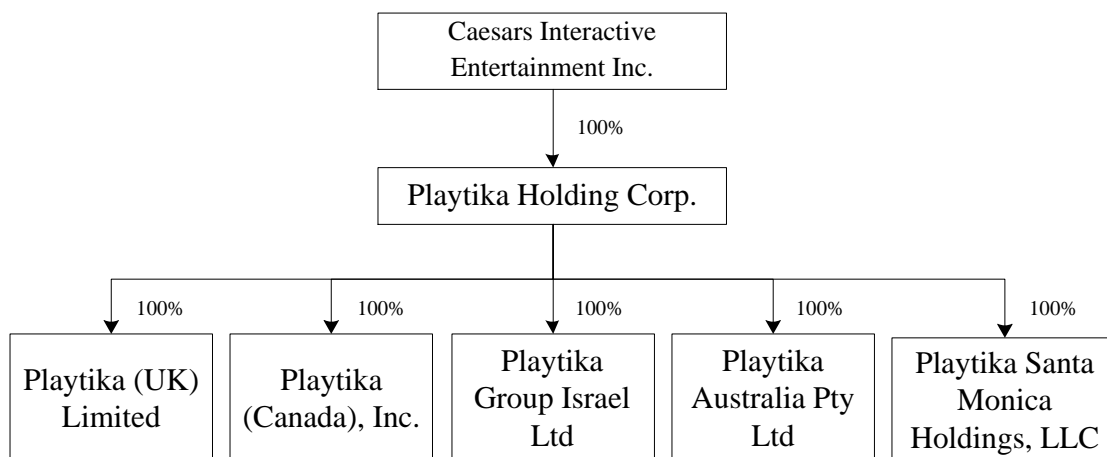 Caesars Interactive
Entertainment Inc.
100%
Playtika Holding Corp.
100%
100%
100%
100%
100%
Playtika (UK)
Limited
Playtika
(Canada), Inc.
Playtika
Group Israel
Ltd
Playtika
Australia Pty
Ltd
Playtika Santa
Monica
Holdings, LLC